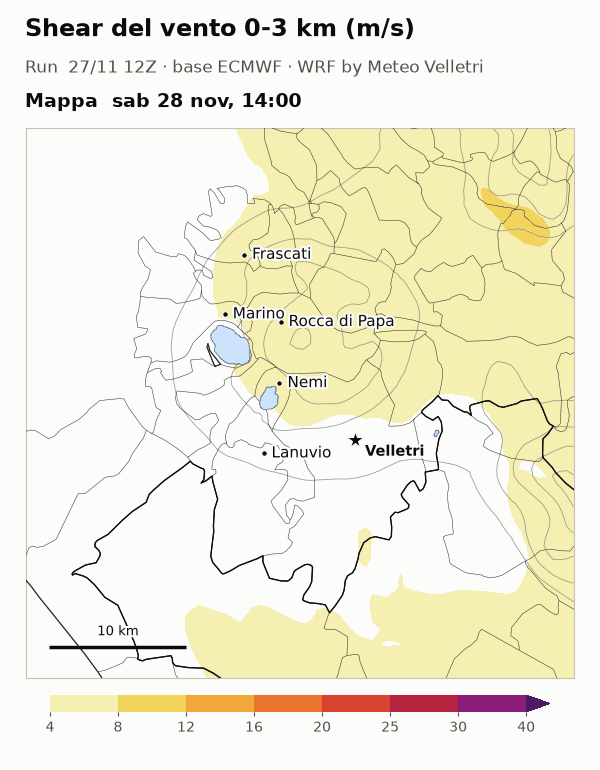 Shear del vento 0-3 km (m/s)
Run  27/11 12Z · base ECMWF · WRF by Meteo Velletri
Mappa  sab 28 nov, 14:00
Frascati
Marino
Rocca di Papa
Nemi
Velletri
Lanuvio
10 km
4 8 12 16 20 25 30 40